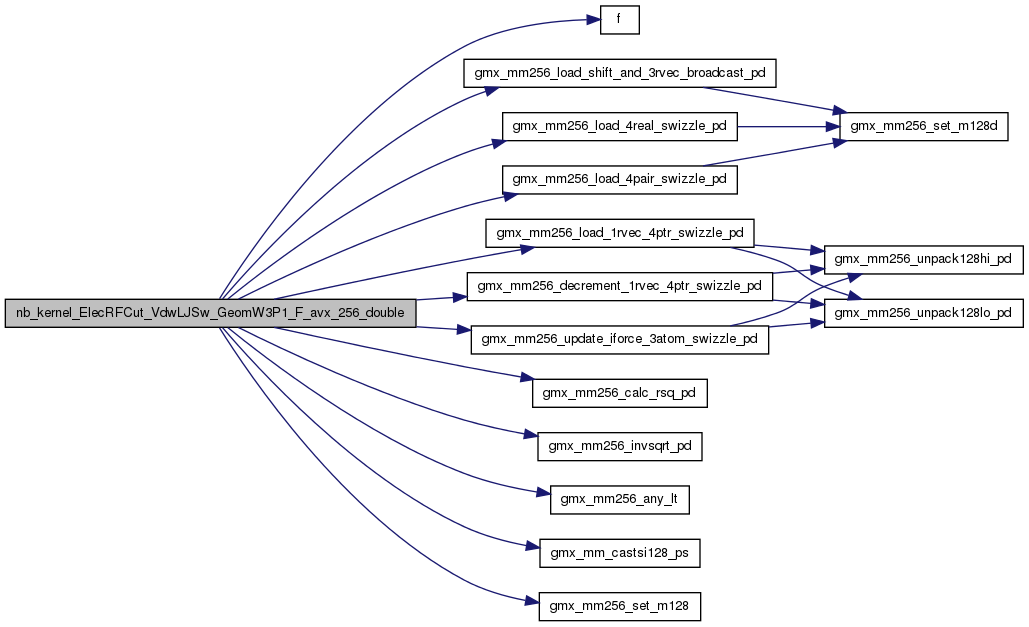 f
gmx_mm256_load_shift_and_3rvec_broadcast_pd
gmx_mm256_load_4real_swizzle_pd
gmx_mm256_set_m128d
gmx_mm256_load_4pair_swizzle_pd
gmx_mm256_load_1rvec_4ptr_swizzle_pd
gmx_mm256_unpack128hi_pd
gmx_mm256_decrement_1rvec_4ptr_swizzle_pd
nb_kernel_ElecRFCut_VdwLJSw_GeomW3P1_F_avx_256_double
gmx_mm256_unpack128lo_pd
gmx_mm256_update_iforce_3atom_swizzle_pd
gmx_mm256_calc_rsq_pd
gmx_mm256_invsqrt_pd
gmx_mm256_any_lt
gmx_mm_castsi128_ps
gmx_mm256_set_m128